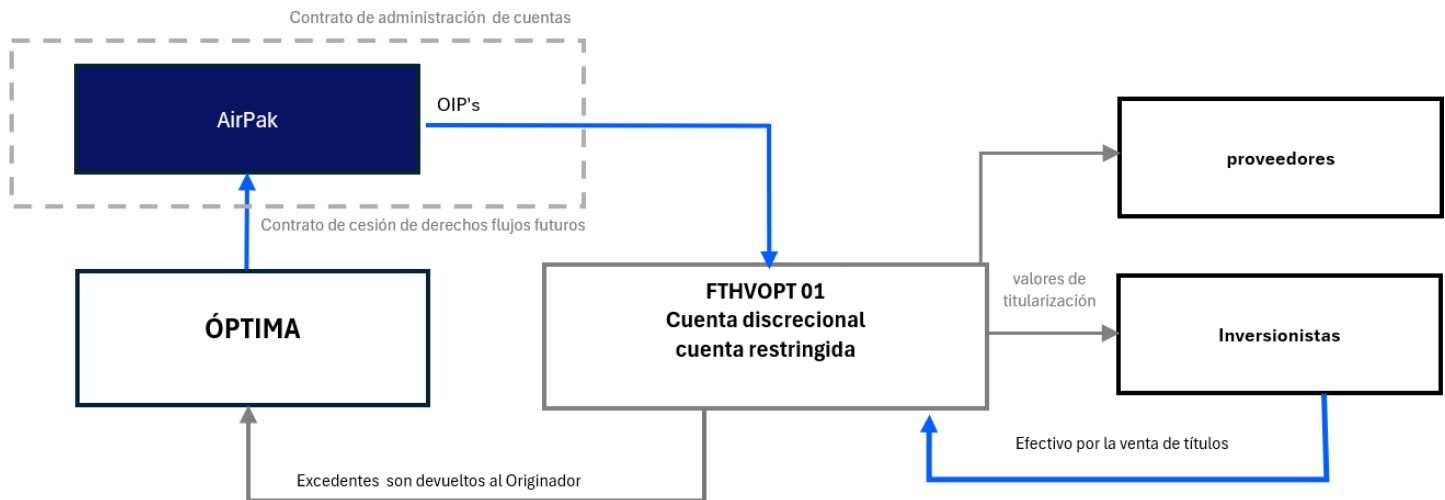 Contrato de administración de cuentas
AirPak
OIP's
proveedores
Contrato de cesión de derechos flujos futuros
ÓPTIMA
FTHVOPT 01
Cuenta discrecional
cuenta restringida
valores de
titularización
Inversionistas
Efectivo por la venta de títulos
Excedentes son devueltos al Originador